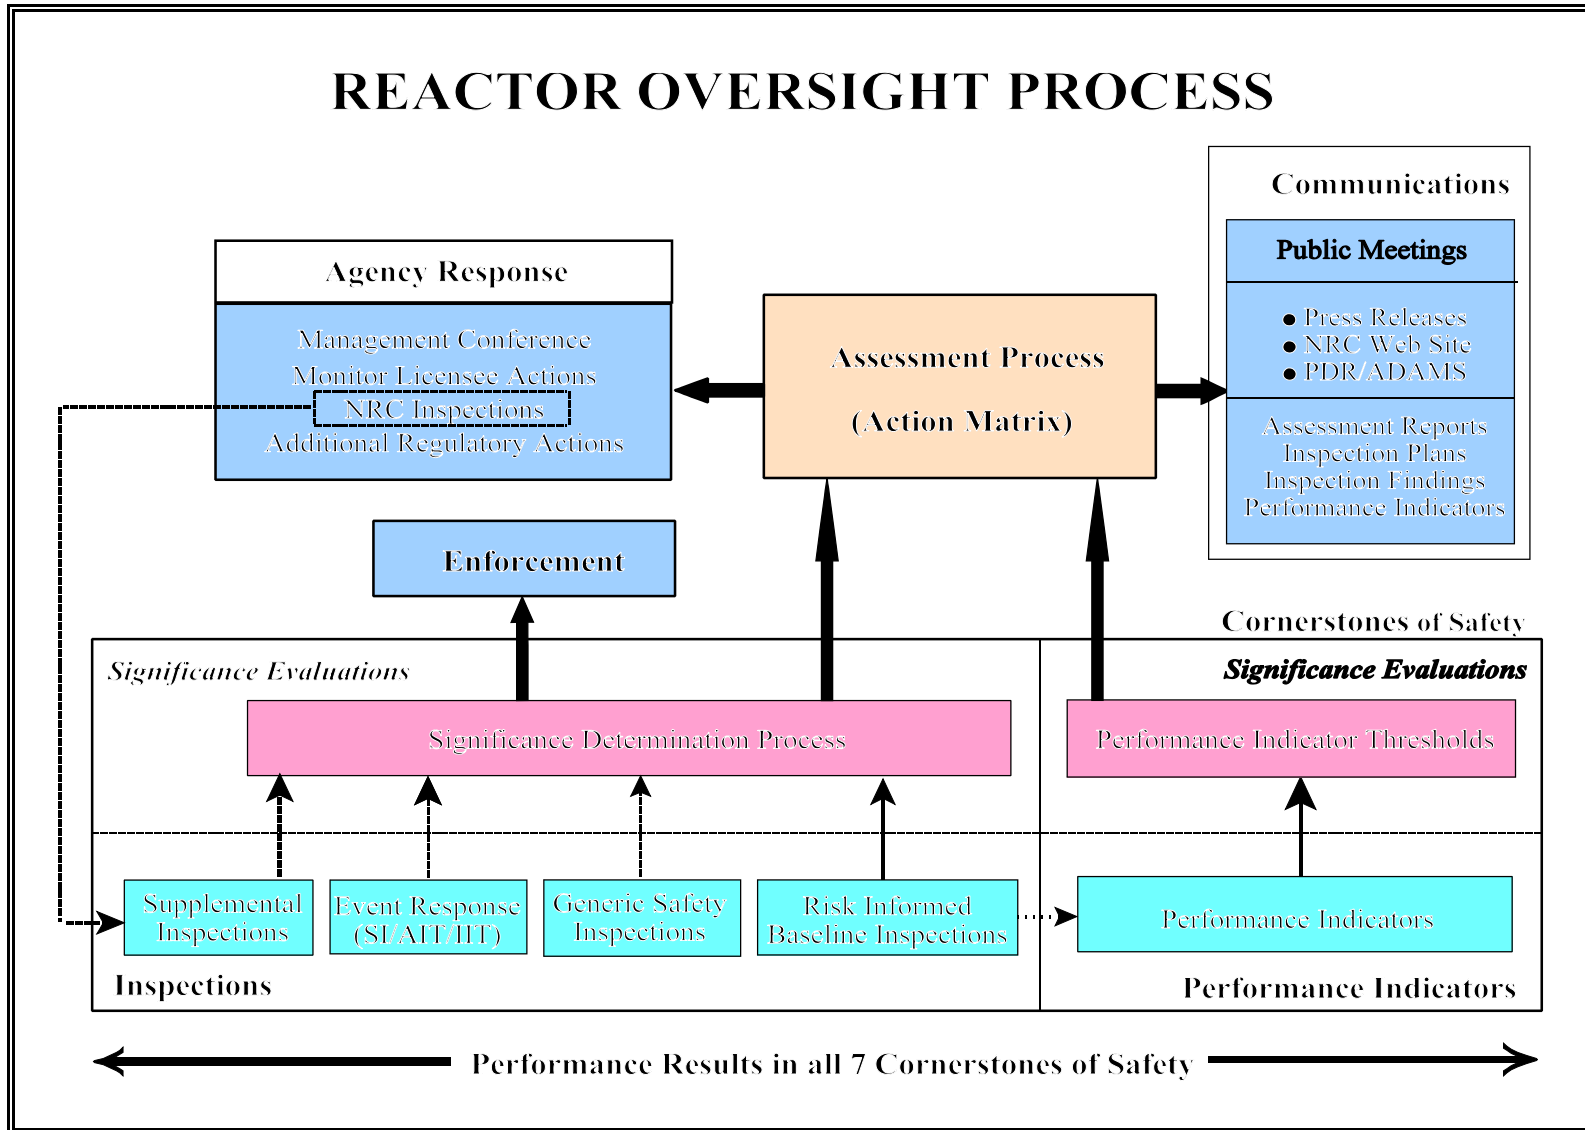 REACTOR OVERSIGHT PROCESS
Communications
Public Meetings
● Press Releases
● NRC Web Site
● PDR/ADAMS
Assessment Reports
Inspection Plans
Inspection Findings
Performance Indicators
Agency Response
Management Conference
Monitor Licensee Actions
NRC Inspections
Additional Regulatory Actions
Assessment Process
(Action Matrix)
Enforcement
Cornerstones of Safety
Significance Evaluations
Significance Evaluations
Significance Determination Process
Performance Indicator Thresholds
Supplemental
Inspections
Event Response
(SI/AIT/IIT)
Generic Safety
Inspections
Risk Informed
Baseline Inspections
Performance Indicators
Inspections
Performance Indicators
Performance Results in all 7 Cornerstones of Safety